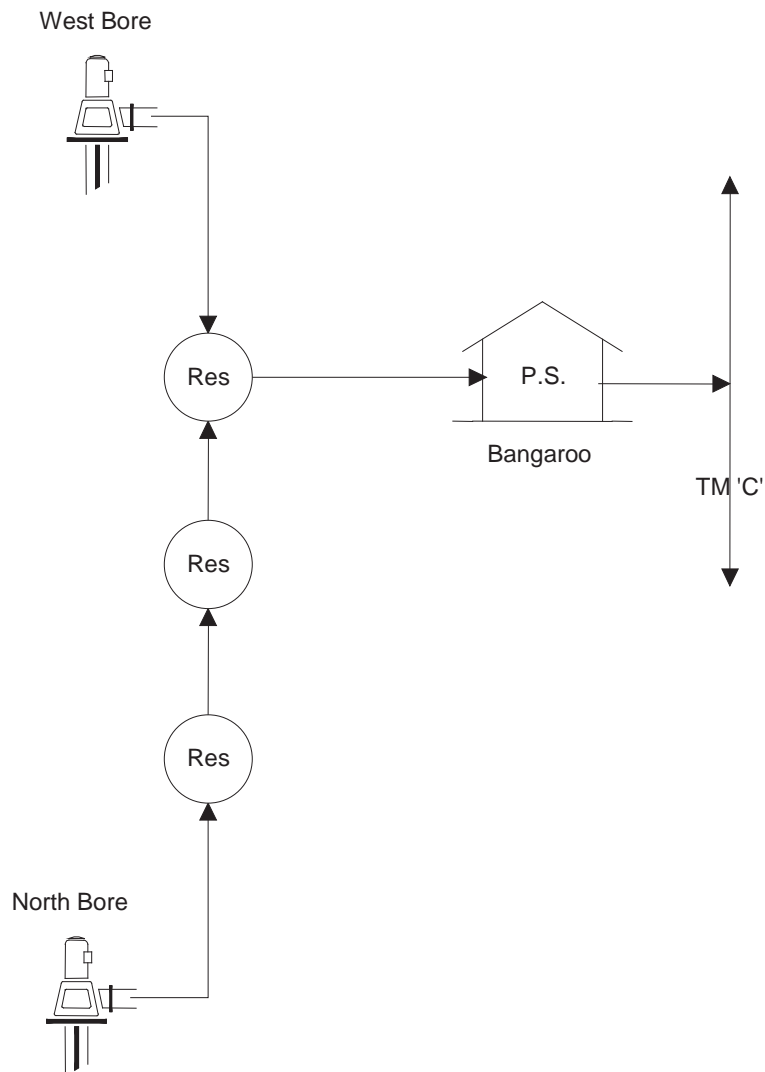 West Bore
Res
P.S.
Bangaroo
TM 'C'
Res
Res
North Bore